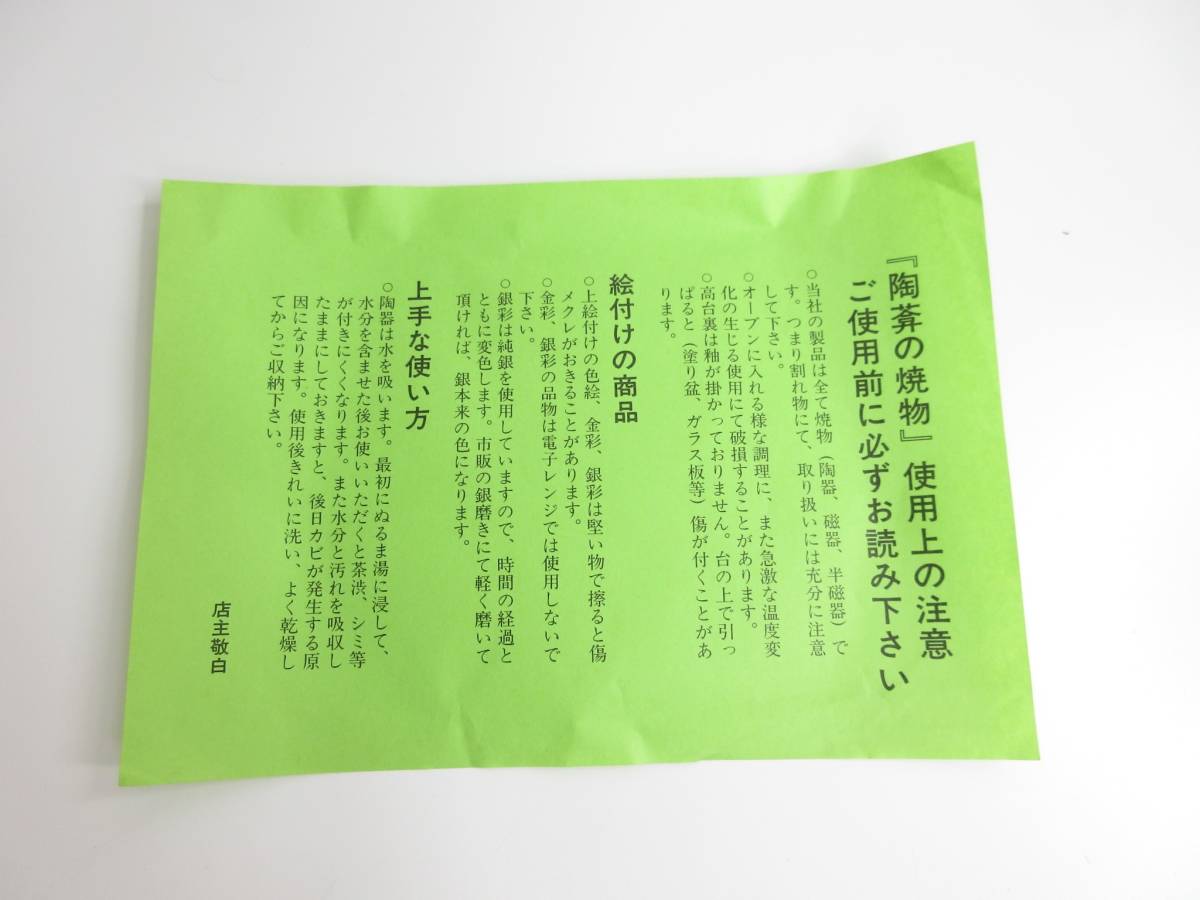 『陶葊の焼物』使用上の注意
ご使用前に必ずお読み下さい
○当社の製品は全て焼物（陶器、磁器、半磁器）で
す。つまり割れ物にて、取り扱いには充分に注意
して下さい。
○オーブンに入れる様な調理に、また急激な温度変
化の生じる使用にて破損することがあります。
○高台裏は釉が掛かっておりません。台の上で引っ
ぱると（塗り盆、ガラス板等）傷が付くことがあ
ります。
絵付けの商品
○上絵付けの色絵、金彩、銀彩は堅い物で擦ると傷
メクレがおきることがあります。
○金彩、銀彩の品物は電子レンジでは使用しないで
下さい。
○銀彩は純銀を使用していますので、時間の経過と
ともに変色します。市販の銀磨きにて軽く磨いて
頂ければ、銀本来の色になります。
上手な使い方
○陶器は水を吸います。最初にぬるま湯に浸して、
水分を含ませた後お使いいただくと茶渋、シミ等
が付きにくくなります。また水分と汚れを吸収し
たままにしておきますと、後日カビが発生する原
因になります。使用後きれいに洗い、よく乾燥し
てからご収納下さい。
店主敬白